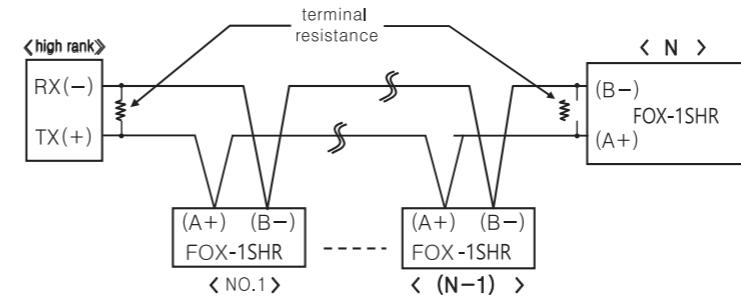 terminal
resistance
《high rank》
RX(−)
TX(+)
〈 N 〉
(B−)
FOX-1SHR
(A+)
(A+) (B−)
FOX-1SHR
〈 NO.1 〉
(A+) (B−)
FOX-1SHR
〈 (N−1) 〉